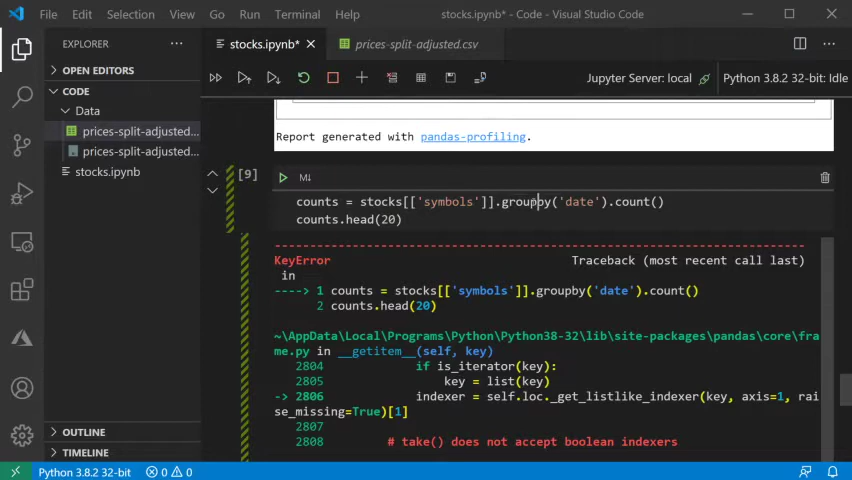 File Edit Selection View Go Run Terminal Help stocks.ipynb* - Code - Visual Studio Code
EXPLORER
stocks.ipynb*
prices-split-adjusted.csv
OPEN EDITORS
CODE
Data
prices-split-adjusted...
prices-split-adjusted...
stocks.ipynb
OUTLINE
TIMELINE
Jupyter Server: local Python 3.8.2 32-bit: Idle
Report generated with pandas-profiling.
[9]
M↓
counts = stocks[['symbols']].groupby('date').count()
counts.head(20)
---------------------------------------------------------------------------
KeyError Traceback (most recent call last)
in
----> 1 counts = stocks[['symbols']].groupby('date').count()
2 counts.head(20)
~\AppData\Local\Programs\Python\Python38-32\lib\site-packages\pandas\core\fra
me.py in __getitem__(self, key)
2804 if is_iterator(key):
2805 key = list(key)
-> 2806 indexer = self.loc._get_listlike_indexer(key, axis=1, rai
se_missing=True)[1]
2807
2808 # take() does not accept boolean indexers
Python 3.8.2 32-bit 0 0